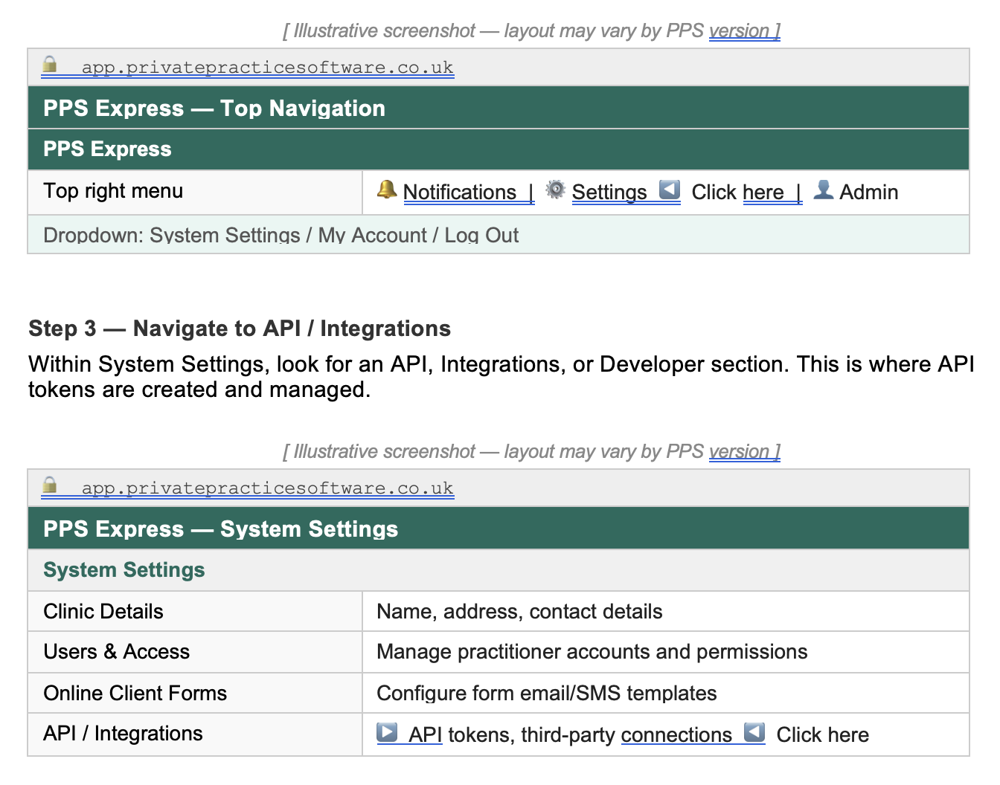 [ Illustrative screenshot — layout may vary by PPS version ]
app.privatepracticesoftware.co.uk
PPS Express — Top Navigation
PPS Express
Top right menu
🔔 Notifications | ⚙️ Settings ◀️ Click here | 👤 Admin
Dropdown: System Settings / My Account / Log Out
Step 3 — Navigate to API / Integrations
Within System Settings, look for an API, Integrations, or Developer section. This is where API
tokens are created and managed.
[ Illustrative screenshot — layout may vary by PPS version ]
app.privatepracticesoftware.co.uk
PPS Express — System Settings
System Settings
Clinic Details
Name, address, contact details
Users & Access
Manage practitioner accounts and permissions
Online Client Forms
Configure form email/SMS templates
API / Integrations
▶️ API tokens, third-party connections ◀️ Click here